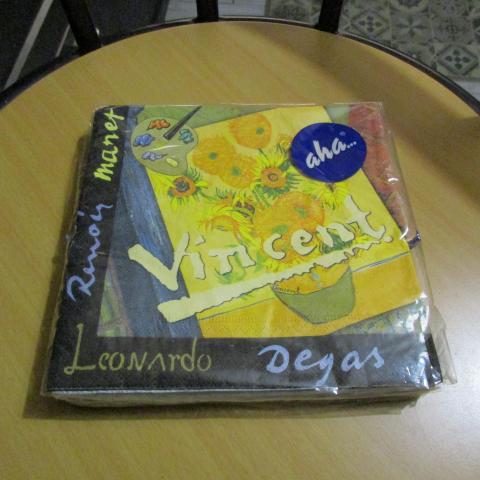 manet
Renoir
aha...
Vincent
Leonardo
Degas